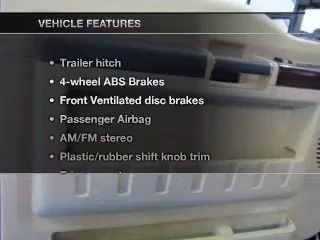 VEHICLE FEATURES
• Trailer hitch
• 4-wheel ABS Brakes
• Front Ventilated disc brakes
• Passenger Airbag
• AM/FM stereo
• Plastic/rubber shift knob trim